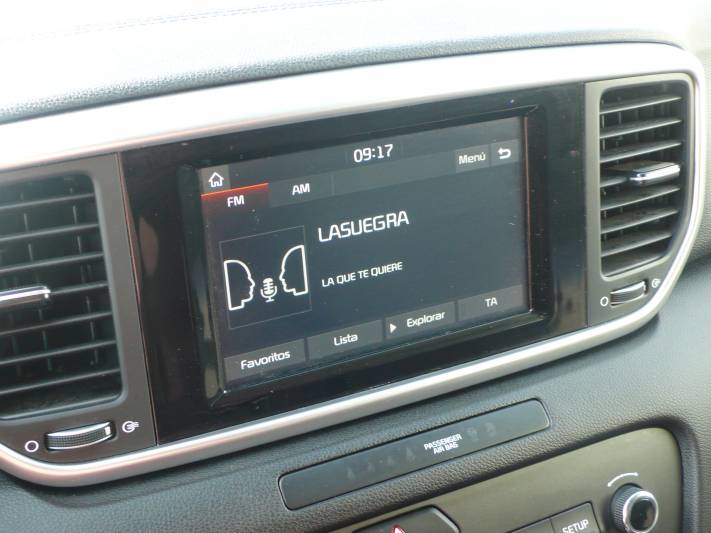 09:17
Menú
FM
AM
LASUEGRA
LA QUE TE QUIERE
Favoritos
Lista
Explorar
TA
PASSENGER
AIR BAG
SETUP